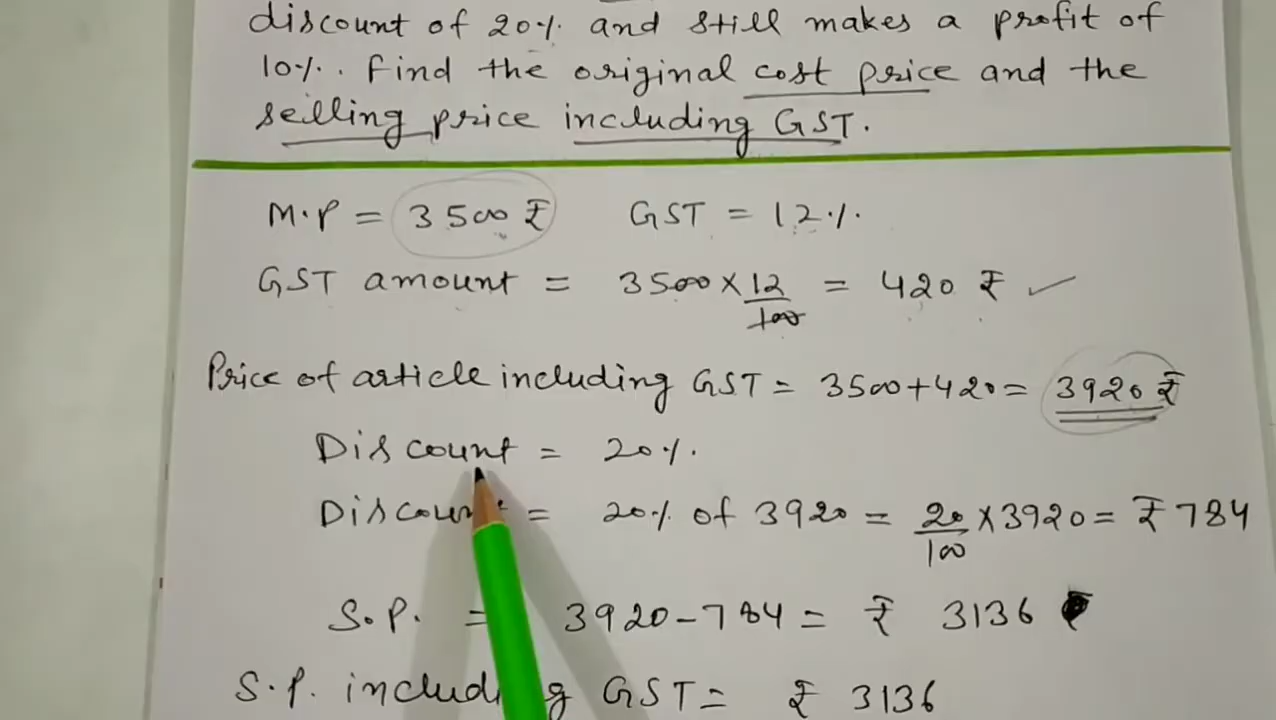 discount of 20% and still makes a profit of
10%. Find the original cost price and the
selling price including GST.
M.P = 3500 ₹ GST = 12%.
GST amount = 3500 × 12/100 = 420 ₹ ✓
Price of article including GST = 3500+420 = 3920 ₹
Discount = 20%.
Discount = 20% of 3920 = 20/100 × 3920 = ₹ 784
S.P. = 3920-784 = ₹ 3136
S.P. including GST = ₹ 3136